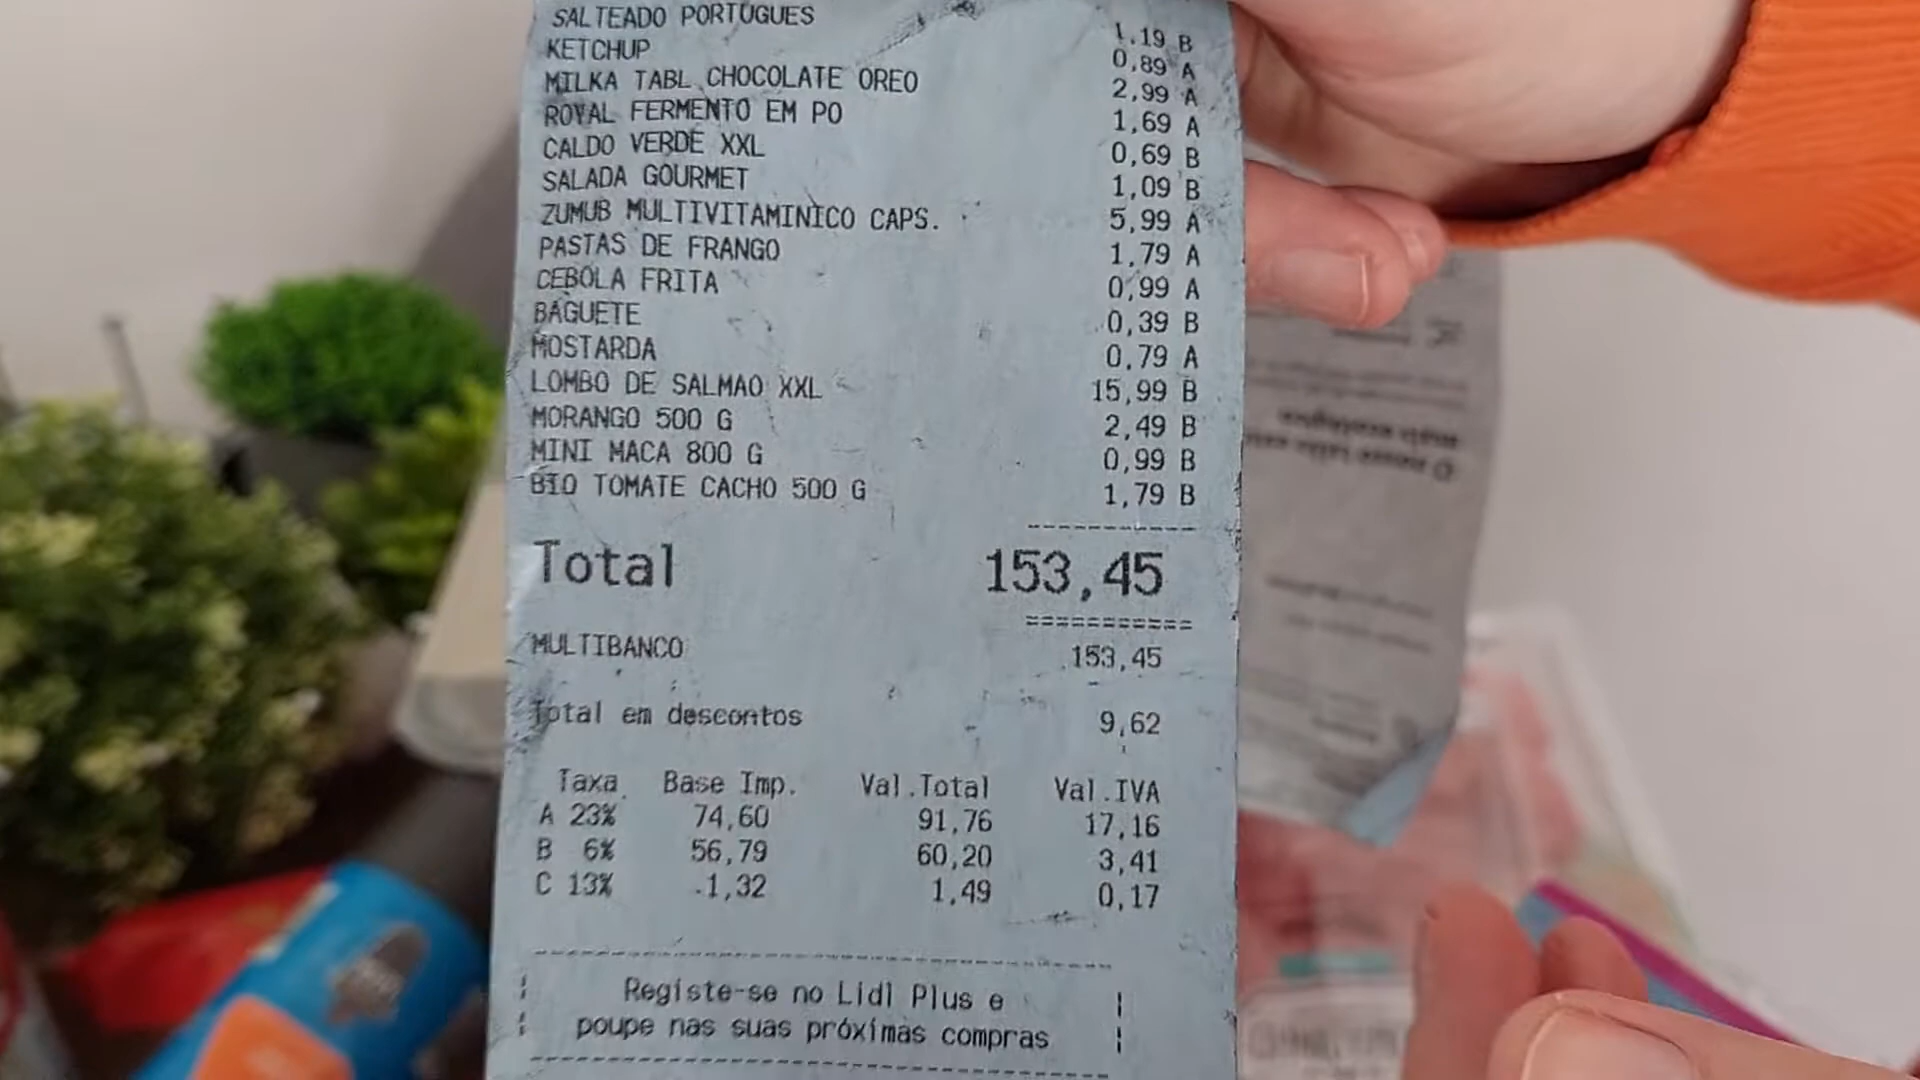 SALTEADO PORTUGUES 1,19 B
KETCHUP 0,89 A
MILKA TABL CHOCOLATE OREO 2,99 A
ROYAL FERMENTO EM PO 1,69 A
CALDO VERDE XXL 0,69 B
SALADA GOURMET 1,09 B
ZUMUB MULTIVITAMINICO CAPS. 5,99 A
PASTAS DE FRANGO 1,79 A
CEBOLA FRITA 0,99 A
BAGUETE 0,39 B
MOSTARDA 0,79 A
LOMBO DE SALMAO XXL 15,99 B
MORANGO 500 G 2,49 B
MINI MACA 800 G 0,99 B
BIO TOMATE CACHO 500 G 1,79 B
Total 153,45
MULTIBANCO 153,45
Total em descontos 9,62
Taxa Base Imp. Val.Total Val.IVA
A 23% 74,60 91,76 17,16
B 6% 56,79 60,20 3,41
C 13% 1,32 1,49 0,17
Registe-se no Lidl Plus e
poupe nas suas próximas compras
O nosso talão está
mais ecológico